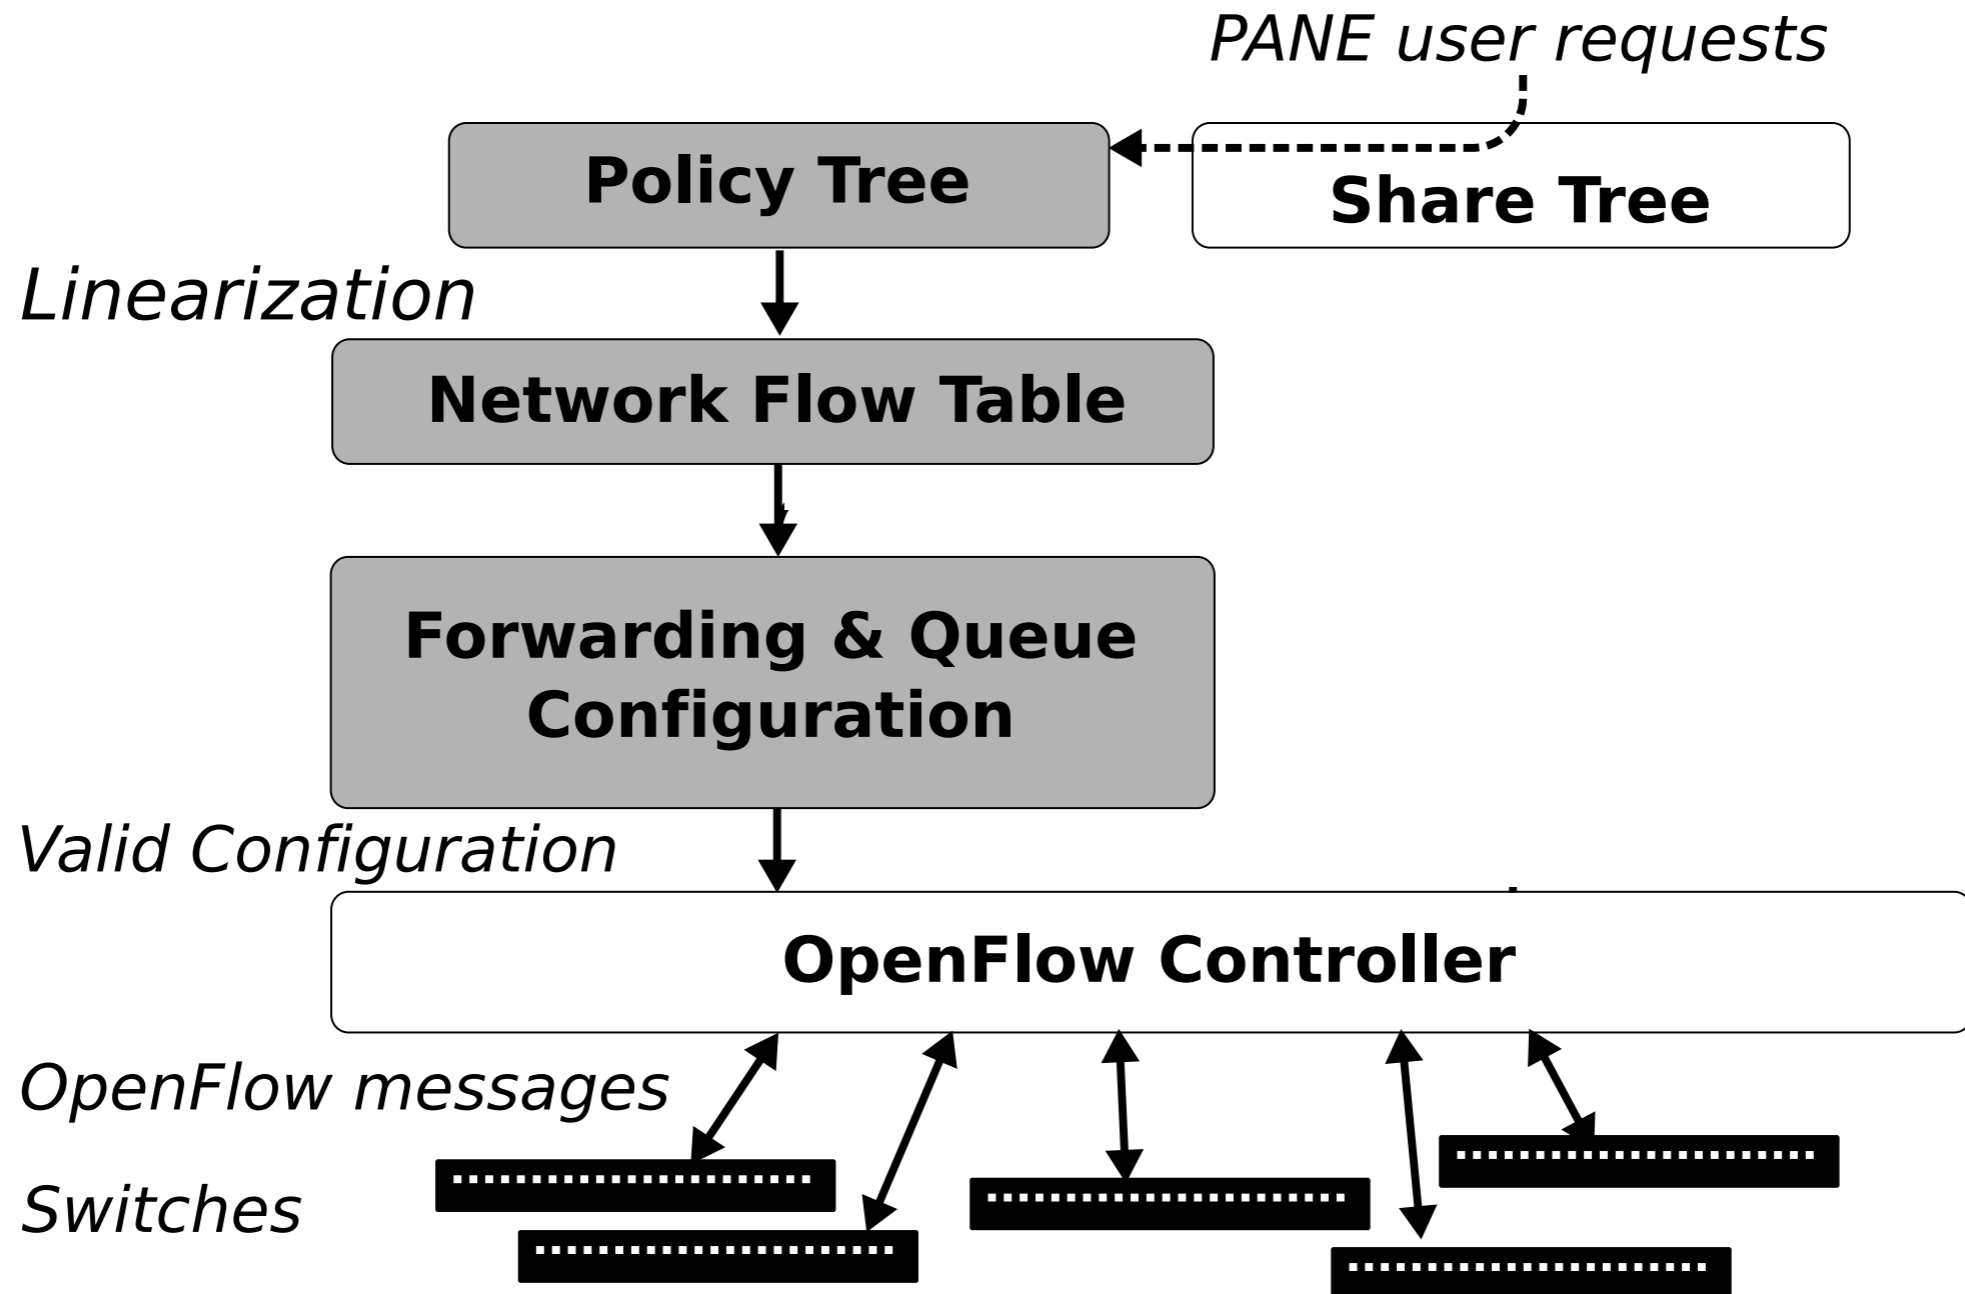 PANE user requests
Policy Tree
Share Tree
Linearization
Network Flow Table
Forwarding & Queue
Configuration
Valid Configuration
OpenFlow Controller
OpenFlow messages
Switches